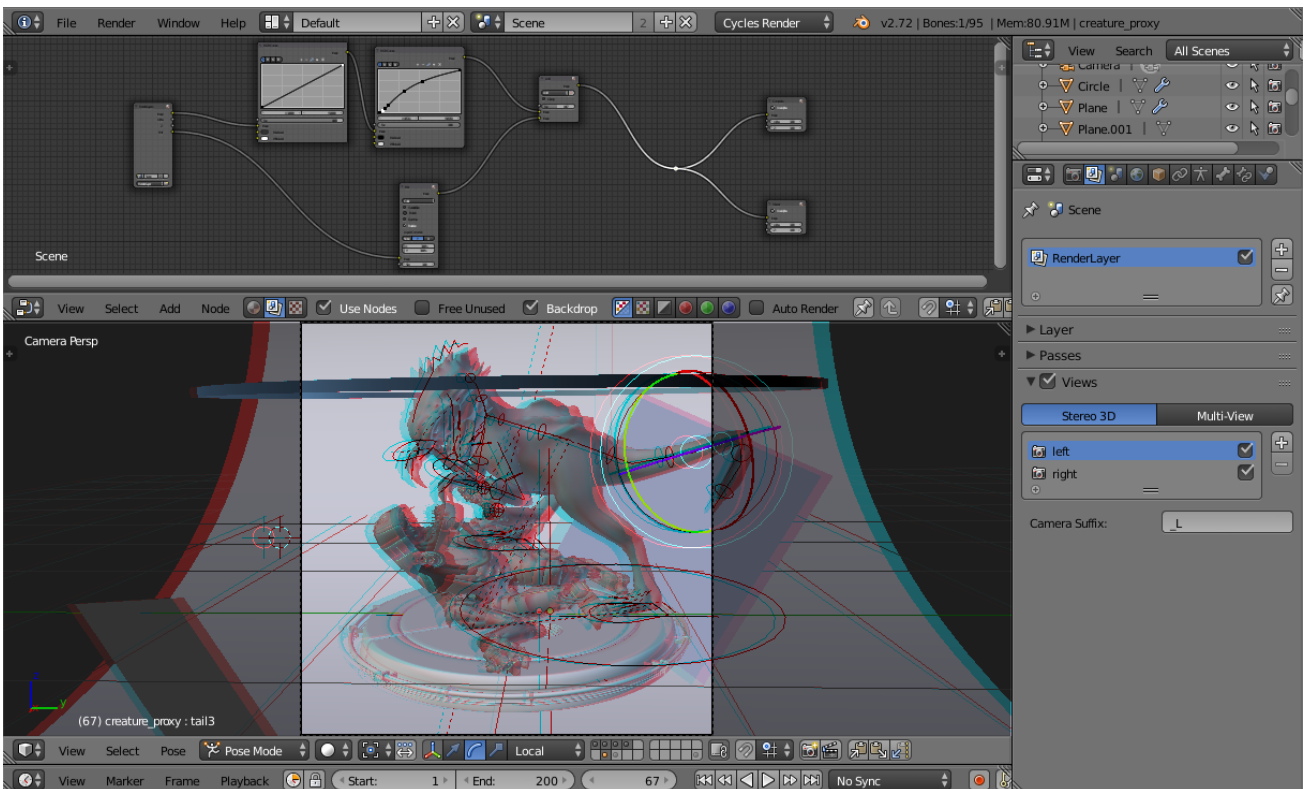 File Render Window Help Default Scene 2 Cycles Render v2.72 | Bones:1/95 | Mem:80.91M | creature_proxy
View Search All Scenes
Camera
Circle
Plane
Plane.001
Scene
Scene
RenderLayer
View Select Add Node Use Nodes Free Unused Backdrop Auto Render
Layer
Passes
Views
Stereo 3D Multi-View
left
right
Camera Suffix: _L
Camera Persp
y
(67) creature_proxy : tail3
View Select Pose Pose Mode Local
View Marker Frame Playback Start: 1 End: 200 67 No Sync